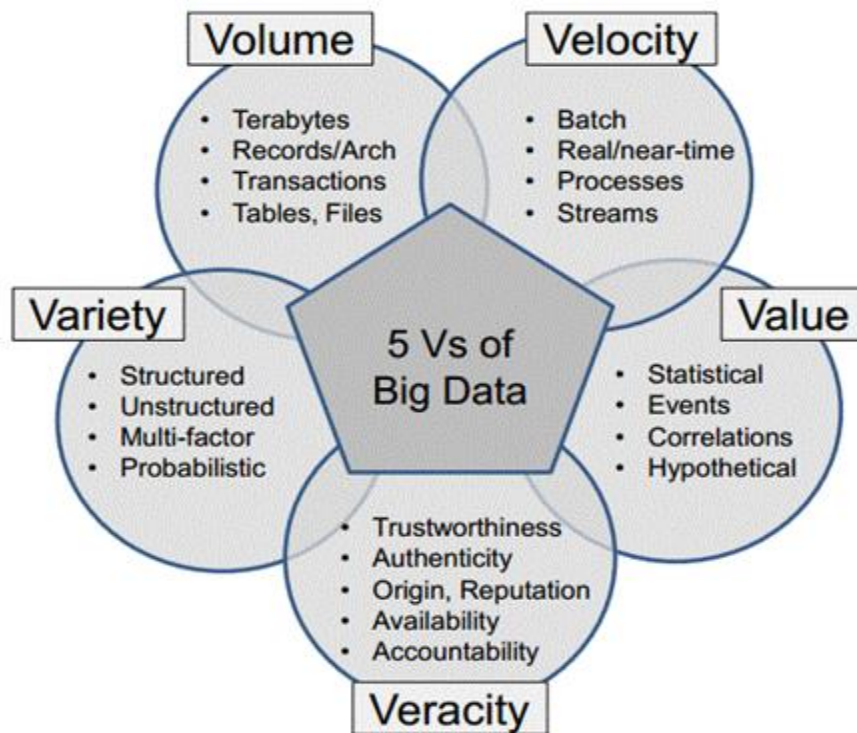 Volume
• Terabytes
• Records/Arch
• Transactions
• Tables, Files
Velocity
• Batch
• Real/near-time
• Processes
• Streams
Variety
• Structured
• Unstructured
• Multi-factor
• Probabilistic
5 Vs of
Big Data
Value
• Statistical
• Events
• Correlations
• Hypothetical
• Trustworthiness
• Authenticity
• Origin, Reputation
• Availability
• Accountability
Veracity